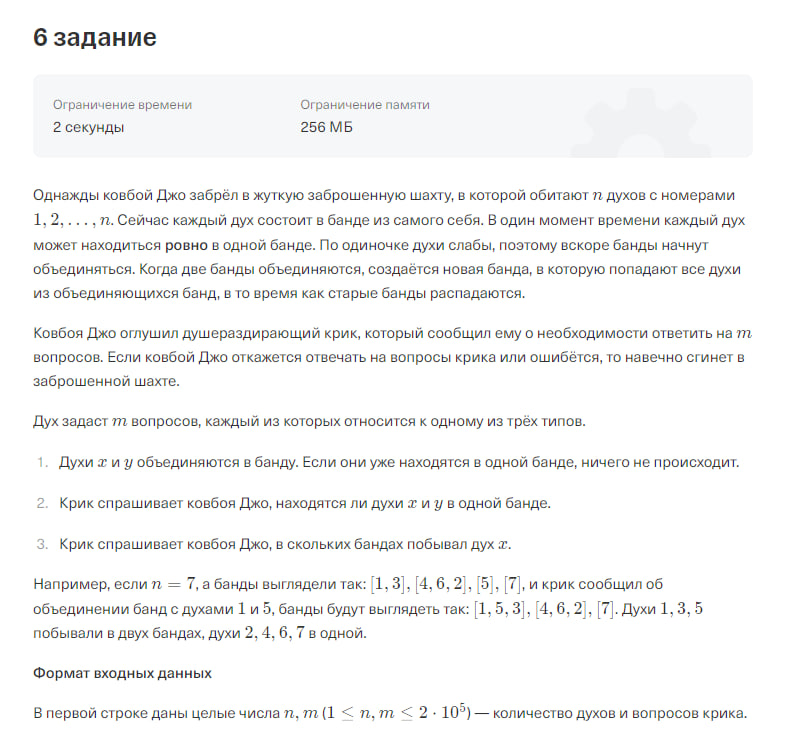 6 задание
Ограничение времени
Ограничение памяти
2 секунды
256 МБ
Однажды ковбой Джо забрёл в жуткую заброшенную шахту, в которой обитают n духов с номерами
1, 2, . . . , n. Сейчас каждый дух состоит в банде из самого себя. В один момент времени каждый дух
может находиться ровно в одной банде. По одиночке духи слабы, поэтому вскоре банды начнут
объединяться. Когда две банды объединяются, создаётся новая банда, в которую попадают все духи
из объединяющихся банд, в то время как старые банды распадаются.
Ковбоя Джо оглушил душераздирающий крик, который сообщил ему о необходимости ответить на m
вопросов. Если ковбой Джо откажется отвечать на вопросы крика или ошибётся, то навечно сгинет в
заброшенной шахте.
Дух задаст m вопросов, каждый из которых относится к одному из трёх типов.
1. Духи x и y объединяются в банду. Если они уже находятся в одной банде, ничего не происходит.
2. Крик спрашивает ковбоя Джо, находятся ли духи x и y в одной банде.
3. Крик спрашивает ковбоя Джо, в скольких бандах побывал дух x.
Например, если n = 7, а банды выглядели так: [1, 3], [4, 6, 2], [5], [7], и крик сообщил об
объединении банд с духами 1 и 5, банды будут выглядеть так: [1, 5, 3], [4, 6, 2], [7]. Духи 1, 3, 5
побывали в двух бандах, духи 2, 4, 6, 7 в одной.
Формат входных данных
В первой строке даны целые числа n, m (1 ≤ n, m ≤ 2 · 10⁵) — количество духов и вопросов крика.